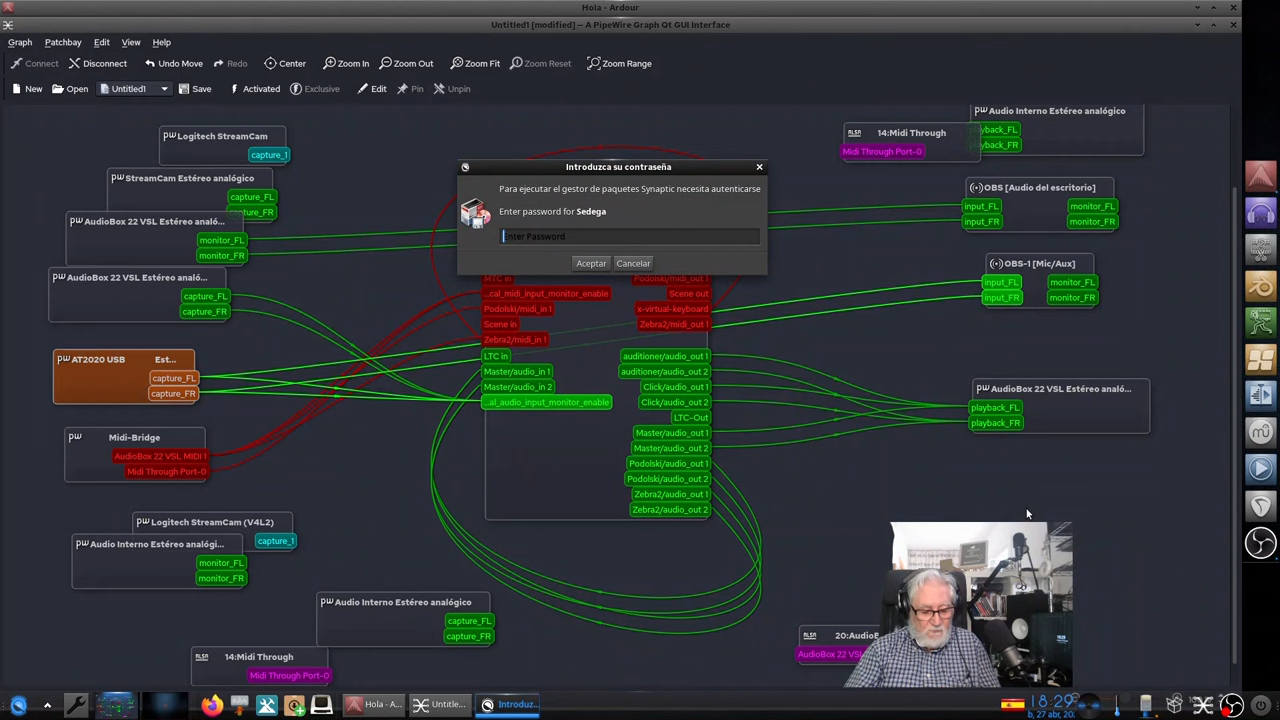 Hola - Ardour
Untitled1 [modified] – A PipeWire Graph Qt GUI Interface
Graph Patchbay Edit View Help
Connect Disconnect Undo Move Redo Center Zoom In Zoom Out Zoom Fit Zoom Reset Zoom Range
New Open Untitled1 Save Activated Exclusive Edit Pin Unpin
Logitech StreamCam
capture_1
StreamCam Estéreo analógico
capture_FL
capture_FR
AudioBox 22 VSL Estéreo analó...
monitor_FL
monitor_FR
AudioBox 22 VSL Estéreo analó...
capture_FL
capture_FR
AT2020 USB Est...
capture_FL
capture_FR
Midi-Bridge
AudioBox 22 VSL MIDI 1
Midi Through Port-0
Logitech StreamCam (V4L2)
capture_1
Audio Interno Estéreo analógi...
monitor_FL
monitor_FR
Audio Interno Estéreo analógico
capture_FL
capture_FR
ALSA 14:Midi Through
Midi Through Port-0
Introduzca su contraseña
Para ejecutar el gestor de paquetes Synaptic necesita autenticarse
Enter password for Sedega
Enter Password
Aceptar Cancelar
MTC in
...cal_midi_input_monitor_enable
Podolski/midi_in 1
Scene in
Zebra2/midi_in 1
LTC in
Master/audio_in 1
Master/audio_in 2
...al_audio_input_monitor_enable
Podolski/midi_out 1
Scene out
x-virtual-keyboard
Zebra2/midi_out 1
auditioner/audio_out 1
auditioner/audio_out 2
Click/audio_out 1
Click/audio_out 2
LTC-Out
Master/audio_out 1
Master/audio_out 2
Podolski/audio_out 1
Podolski/audio_out 2
Zebra2/audio_out 1
Zebra2/audio_out 2
Audio Interno Estéreo analógico
playback_FL
playback_FR
ALSA 14:Midi Through
Midi Through Port-0
OBS [Audio del escritorio]
input_FL monitor_FL
input_FR monitor_FR
OBS-1 [Mic/Aux]
input_FL monitor_FL
input_FR monitor_FR
AudioBox 22 VSL Estéreo analó...
playback_FL
playback_FR
ALSA 20:AudioB
AudioBox 22 VSL
Hola - A... Untitle... Introduz...
18:29
27 abr, 20